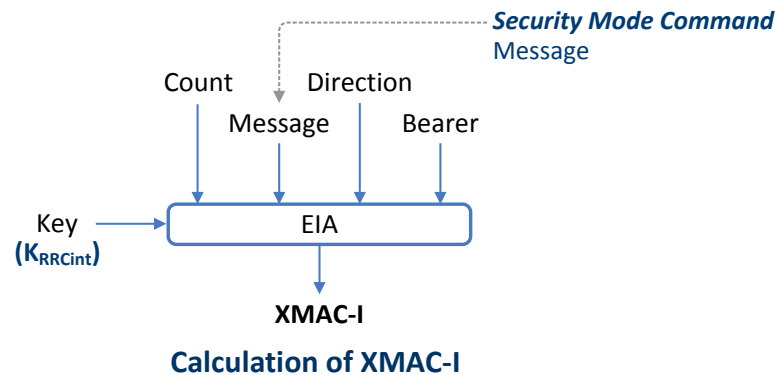 Security Mode Command
Message
Count Direction
Message Bearer
Key EIA
(KRRCint)
XMAC-I
Calculation of XMAC-I